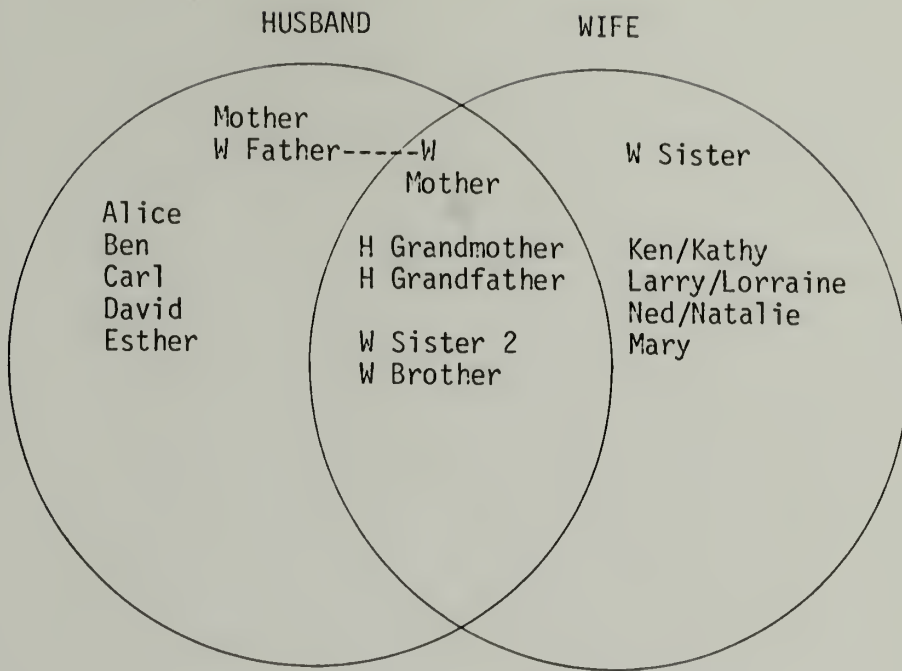 HUSBAND WIFE
Mother
W Father-----W
Mother
W Sister
Alice
Ben
Carl
David
Esther
H Grandmother
H Grandfather
W Sister 2
W Brother
Ken/Kathy
Larry/Lorraine
Ned/Natalie
Mary